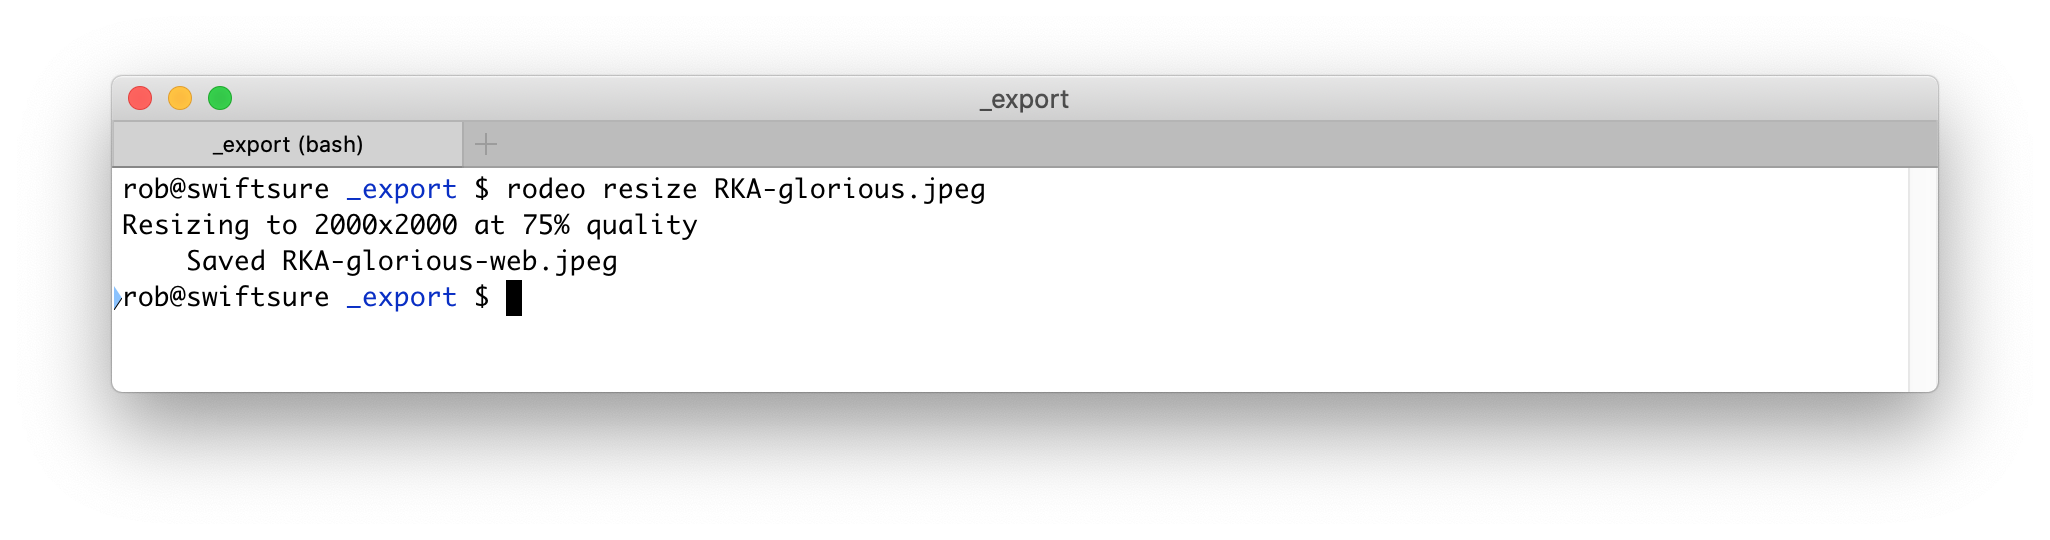 _export
_export (bash)
rob@swiftsure _export $ rodeo resize RKA-glorious.jpeg
Resizing to 2000x2000 at 75% quality
    Saved RKA-glorious-web.jpeg
rob@swiftsure _export $